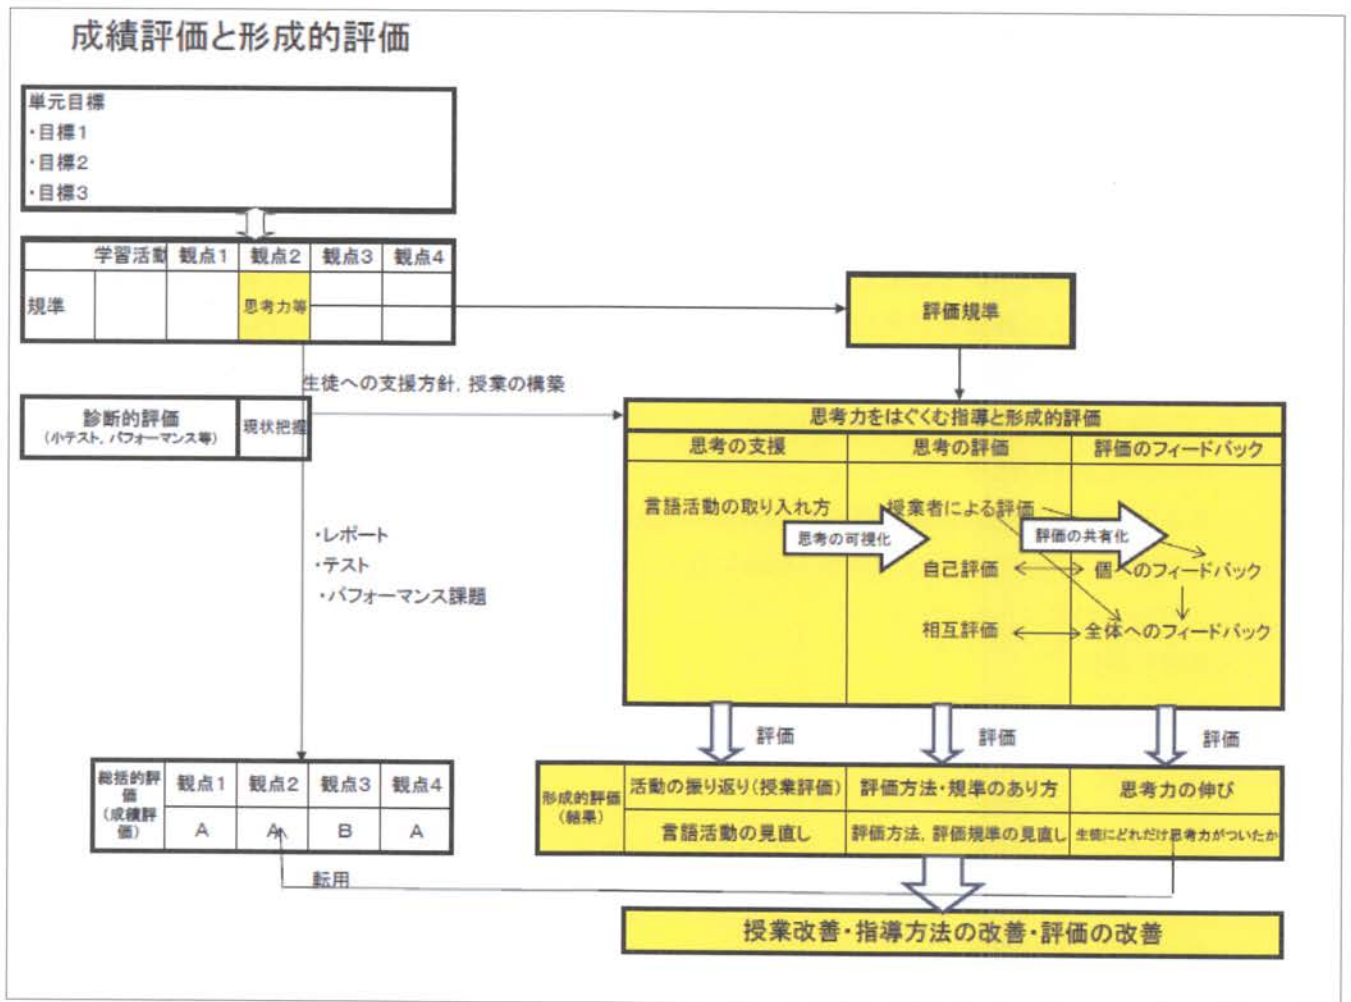 成績評価と形成的評価
単元目標
・目標1
・目標2
・目標3
学習活動 観点1 観点2 観点3 観点4
規準 思考力等
評価規準
生徒への支援方針, 授業の構築
診断的評価 現状把握
(小テスト, パフォーマンス等)
思考力をはぐくむ指導と形成的評価
思考の支援 思考の評価 評価のフィードバック
言語活動の取り入れ方 授業者による評価
思考の可視化 評価の共有化
自己評価 個へのフィードバック
相互評価 全体へのフィードバック
・レポート
・テスト
・パフォーマンス課題
評価 評価 評価
総括的評
価
(成績評
価)
観点1 観点2 観点3 観点4
A A B A
形成的評価
(結果)
活動の振り返り(授業評価) 評価方法・規準のあり方 思考力の伸び
言語活動の見直し 評価方法, 評価規準の見直し 生徒にどれだけ思考力がついたか
転用
授業改善・指導方法の改善・評価の改善